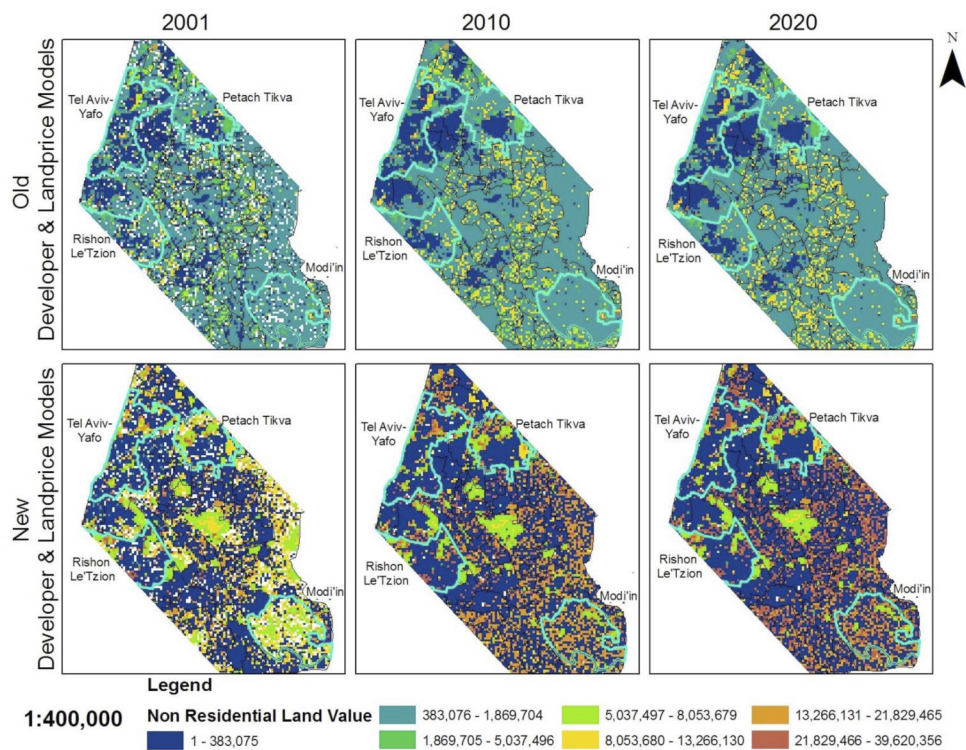 2001
2010
2020
N
Old
Developer & Landprice Models
Tel Aviv-
Yafo
Petach Tikva
Rishon
Le'Tzion
Modi'in
Tel Aviv-
Yafo
Petach Tikva
Rishon
Le'Tzion
Modi'in
Tel Aviv-
Yafo
Petach Tikva
Rishon
Le'Tzion
Modi'in
New
Developer & Landprice Models
Tel Aviv-
Yafo
Petach Tikva
Rishon
Le'Tzion
Modi'in
Tel Aviv-
Yafo
Petach Tikva
Rishon
Le'Tzion
Modi'in
Tel Aviv-
Yafo
Petach Tikva
Rishon
Le'Tzion
Modi'in
Legend
1:400,000
Non Residential Land Value
1 - 383,075
383,076 - 1,869,704
1,869,705 - 5,037,496
5,037,497 - 8,053,679
8,053,680 - 13,266,130
13,266,131 - 21,829,465
21,829,466 - 39,620,356